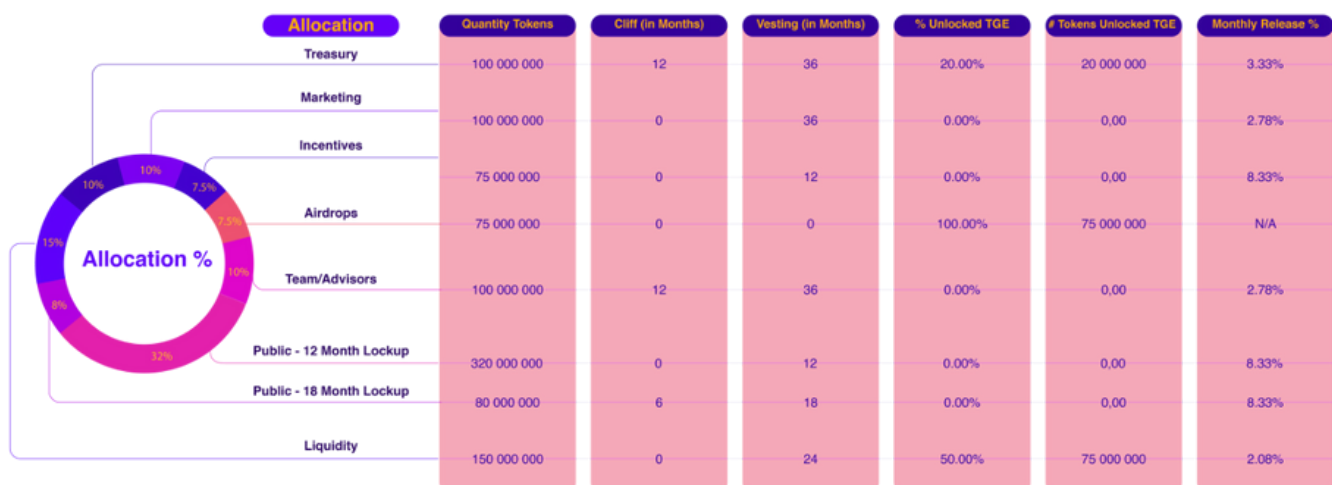 Allocation Quantity Tokens Cliff (in Months) Vesting (in Months) % Unlocked TGE # Tokens Unlocked TGE Monthly Release %
Treasury 100 000 000 12 36 20.00% 20 000 000 3.33%
Marketing 100 000 000 0 36 0.00% 0,00 2.78%
Incentives 75 000 000 0 12 0.00% 0,00 8.33%
Airdrops 75 000 000 0 0 100.00% 75 000 000 N/A
Team/Advisors 100 000 000 12 36 0.00% 0,00 2.78%
Public - 12 Month Lockup 320 000 000 0 12 0.00% 0,00 8.33%
Public - 18 Month Lockup 80 000 000 6 18 0.00% 0,00 8.33%
Liquidity 150 000 000 0 24 50.00% 75 000 000 2.08%
Allocation %
10%
10%
7.5%
7.5%
10%
32%
8%
15%